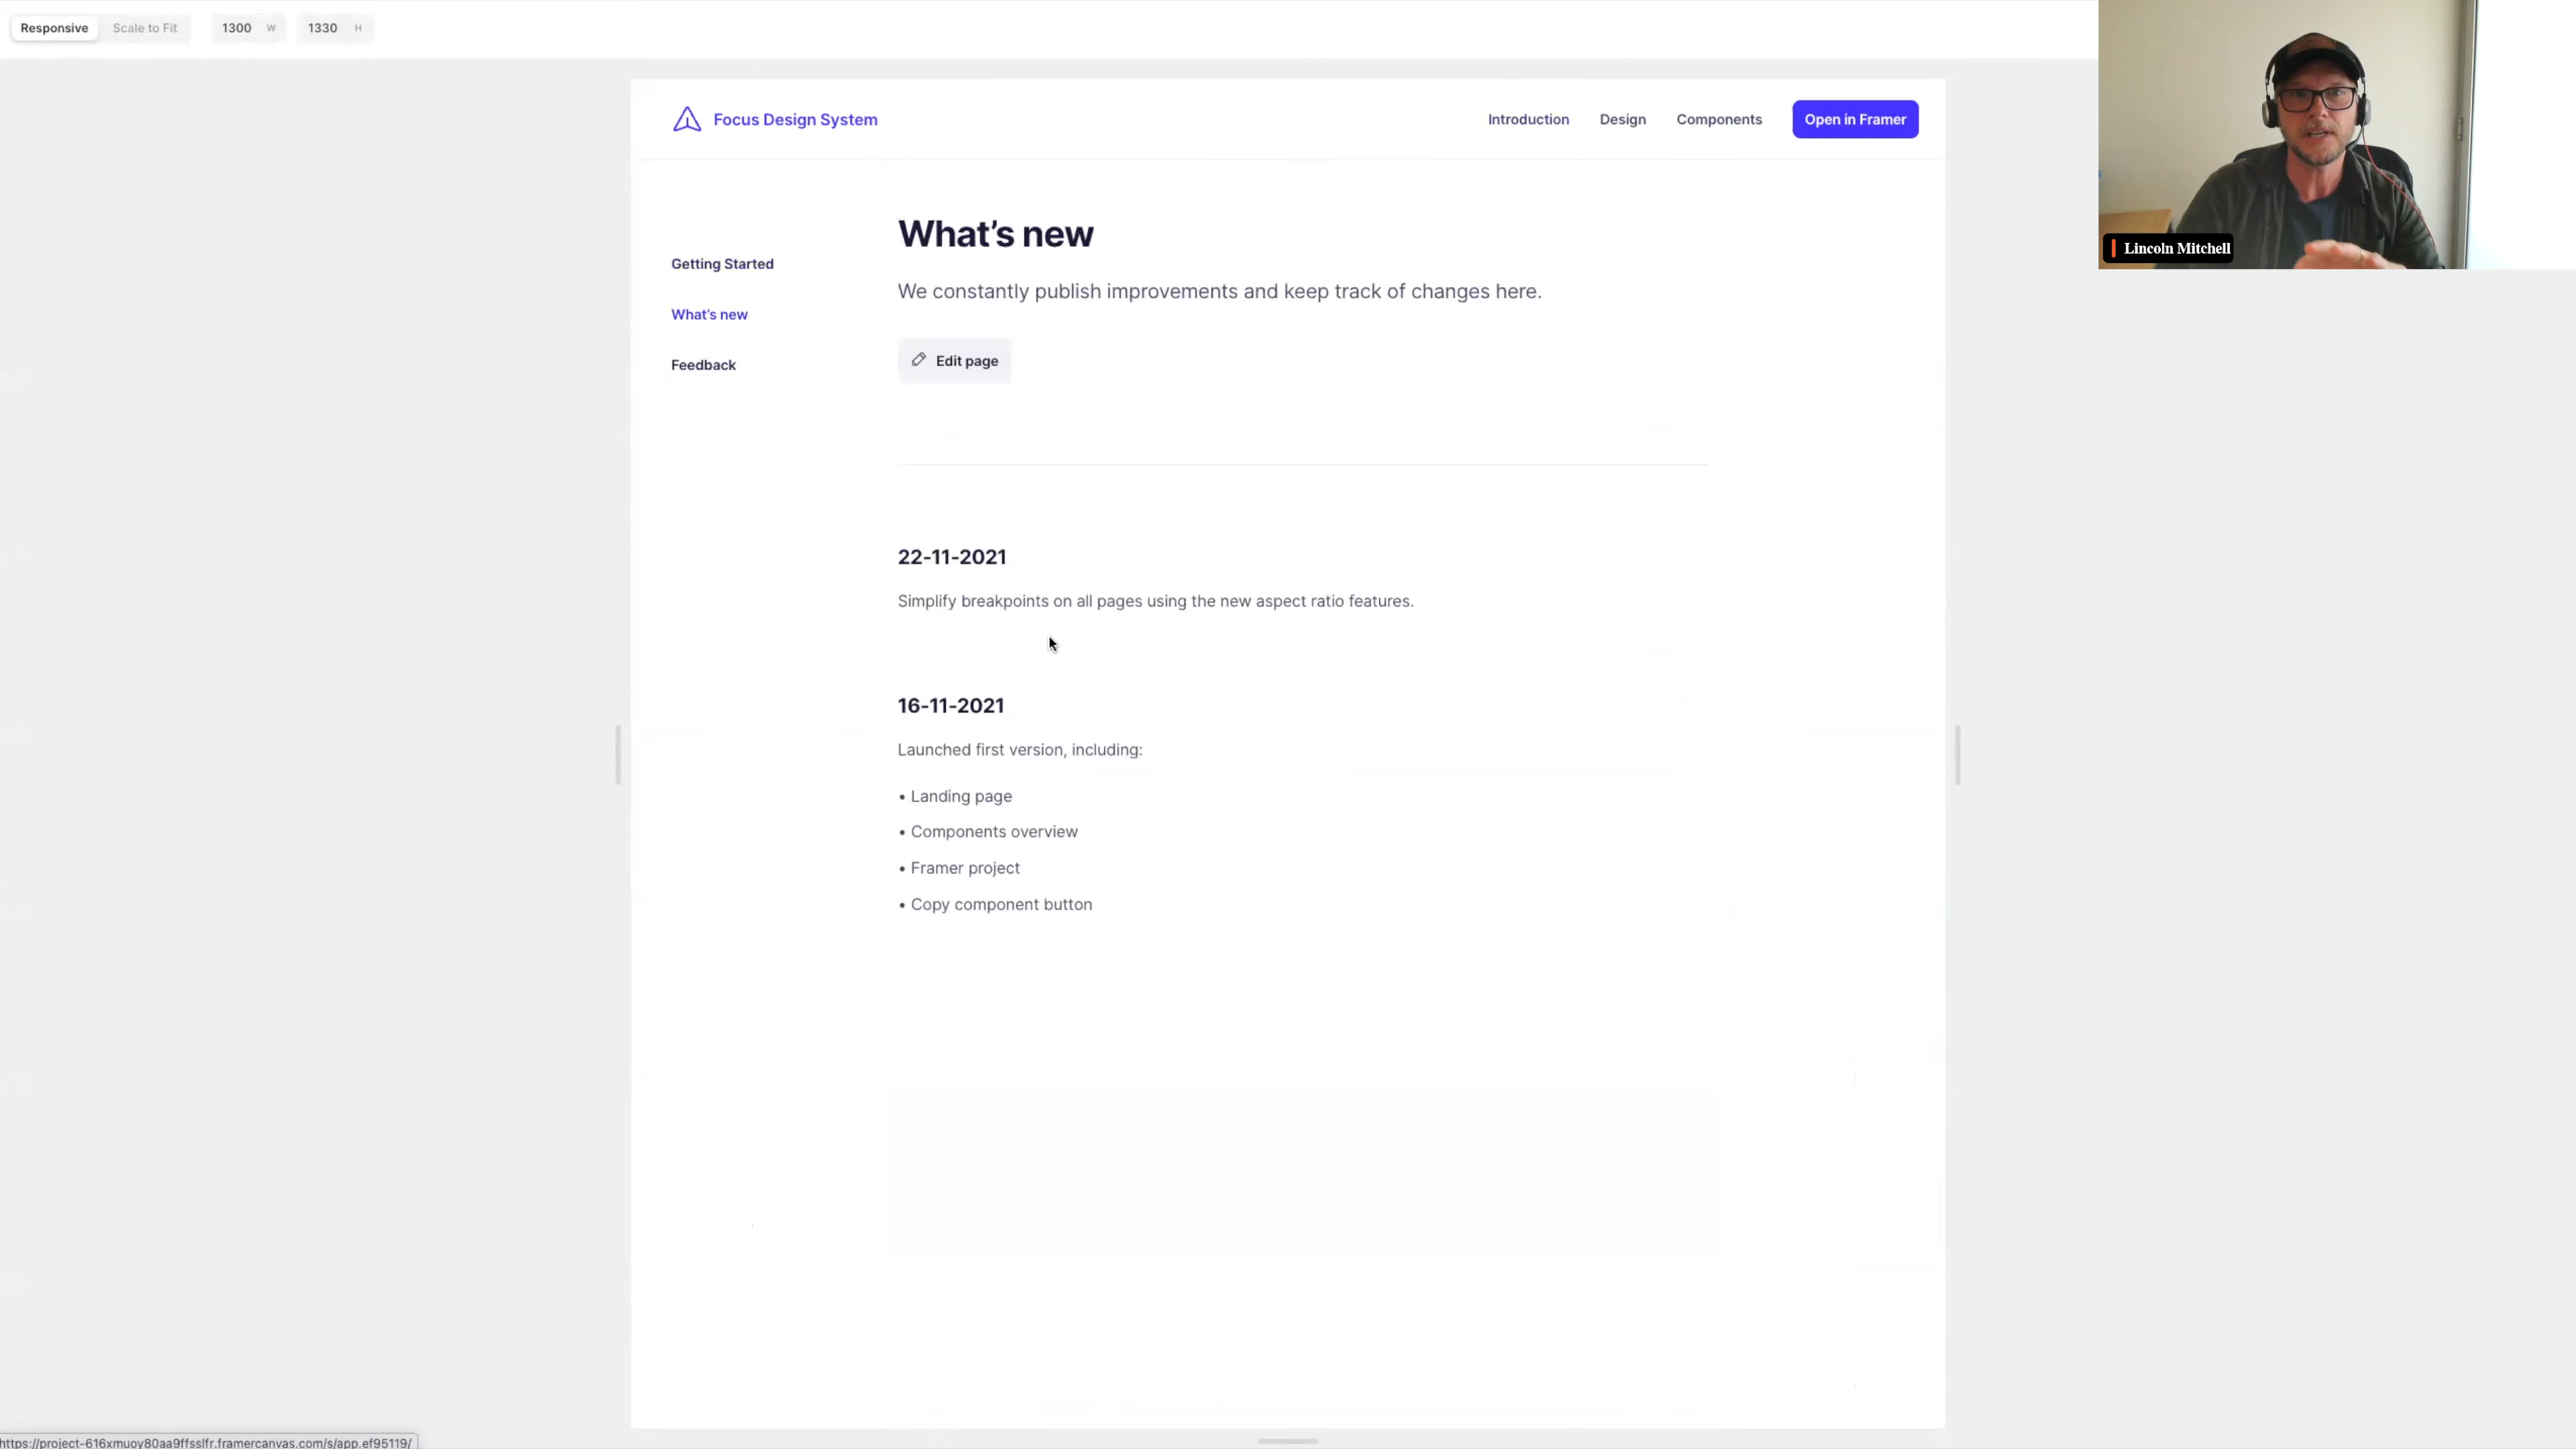 Responsive
Scale to Fit
1300 W
1330 H
Focus Design System
Introduction
Design
Components
Open in Framer
Lincoln Mitchell
Getting Started
What's new
Feedback
What's new
We constantly publish improvements and keep track of changes here.
Edit page
22-11-2021
Simplify breakpoints on all pages using the new aspect ratio features.
16-11-2021
Launched first version, including:
• Landing page
• Components overview
• Framer project
• Copy component button
https://project-616xmuoy80aa9ffsslfr.framercanvas.com/s/app.ef95119/